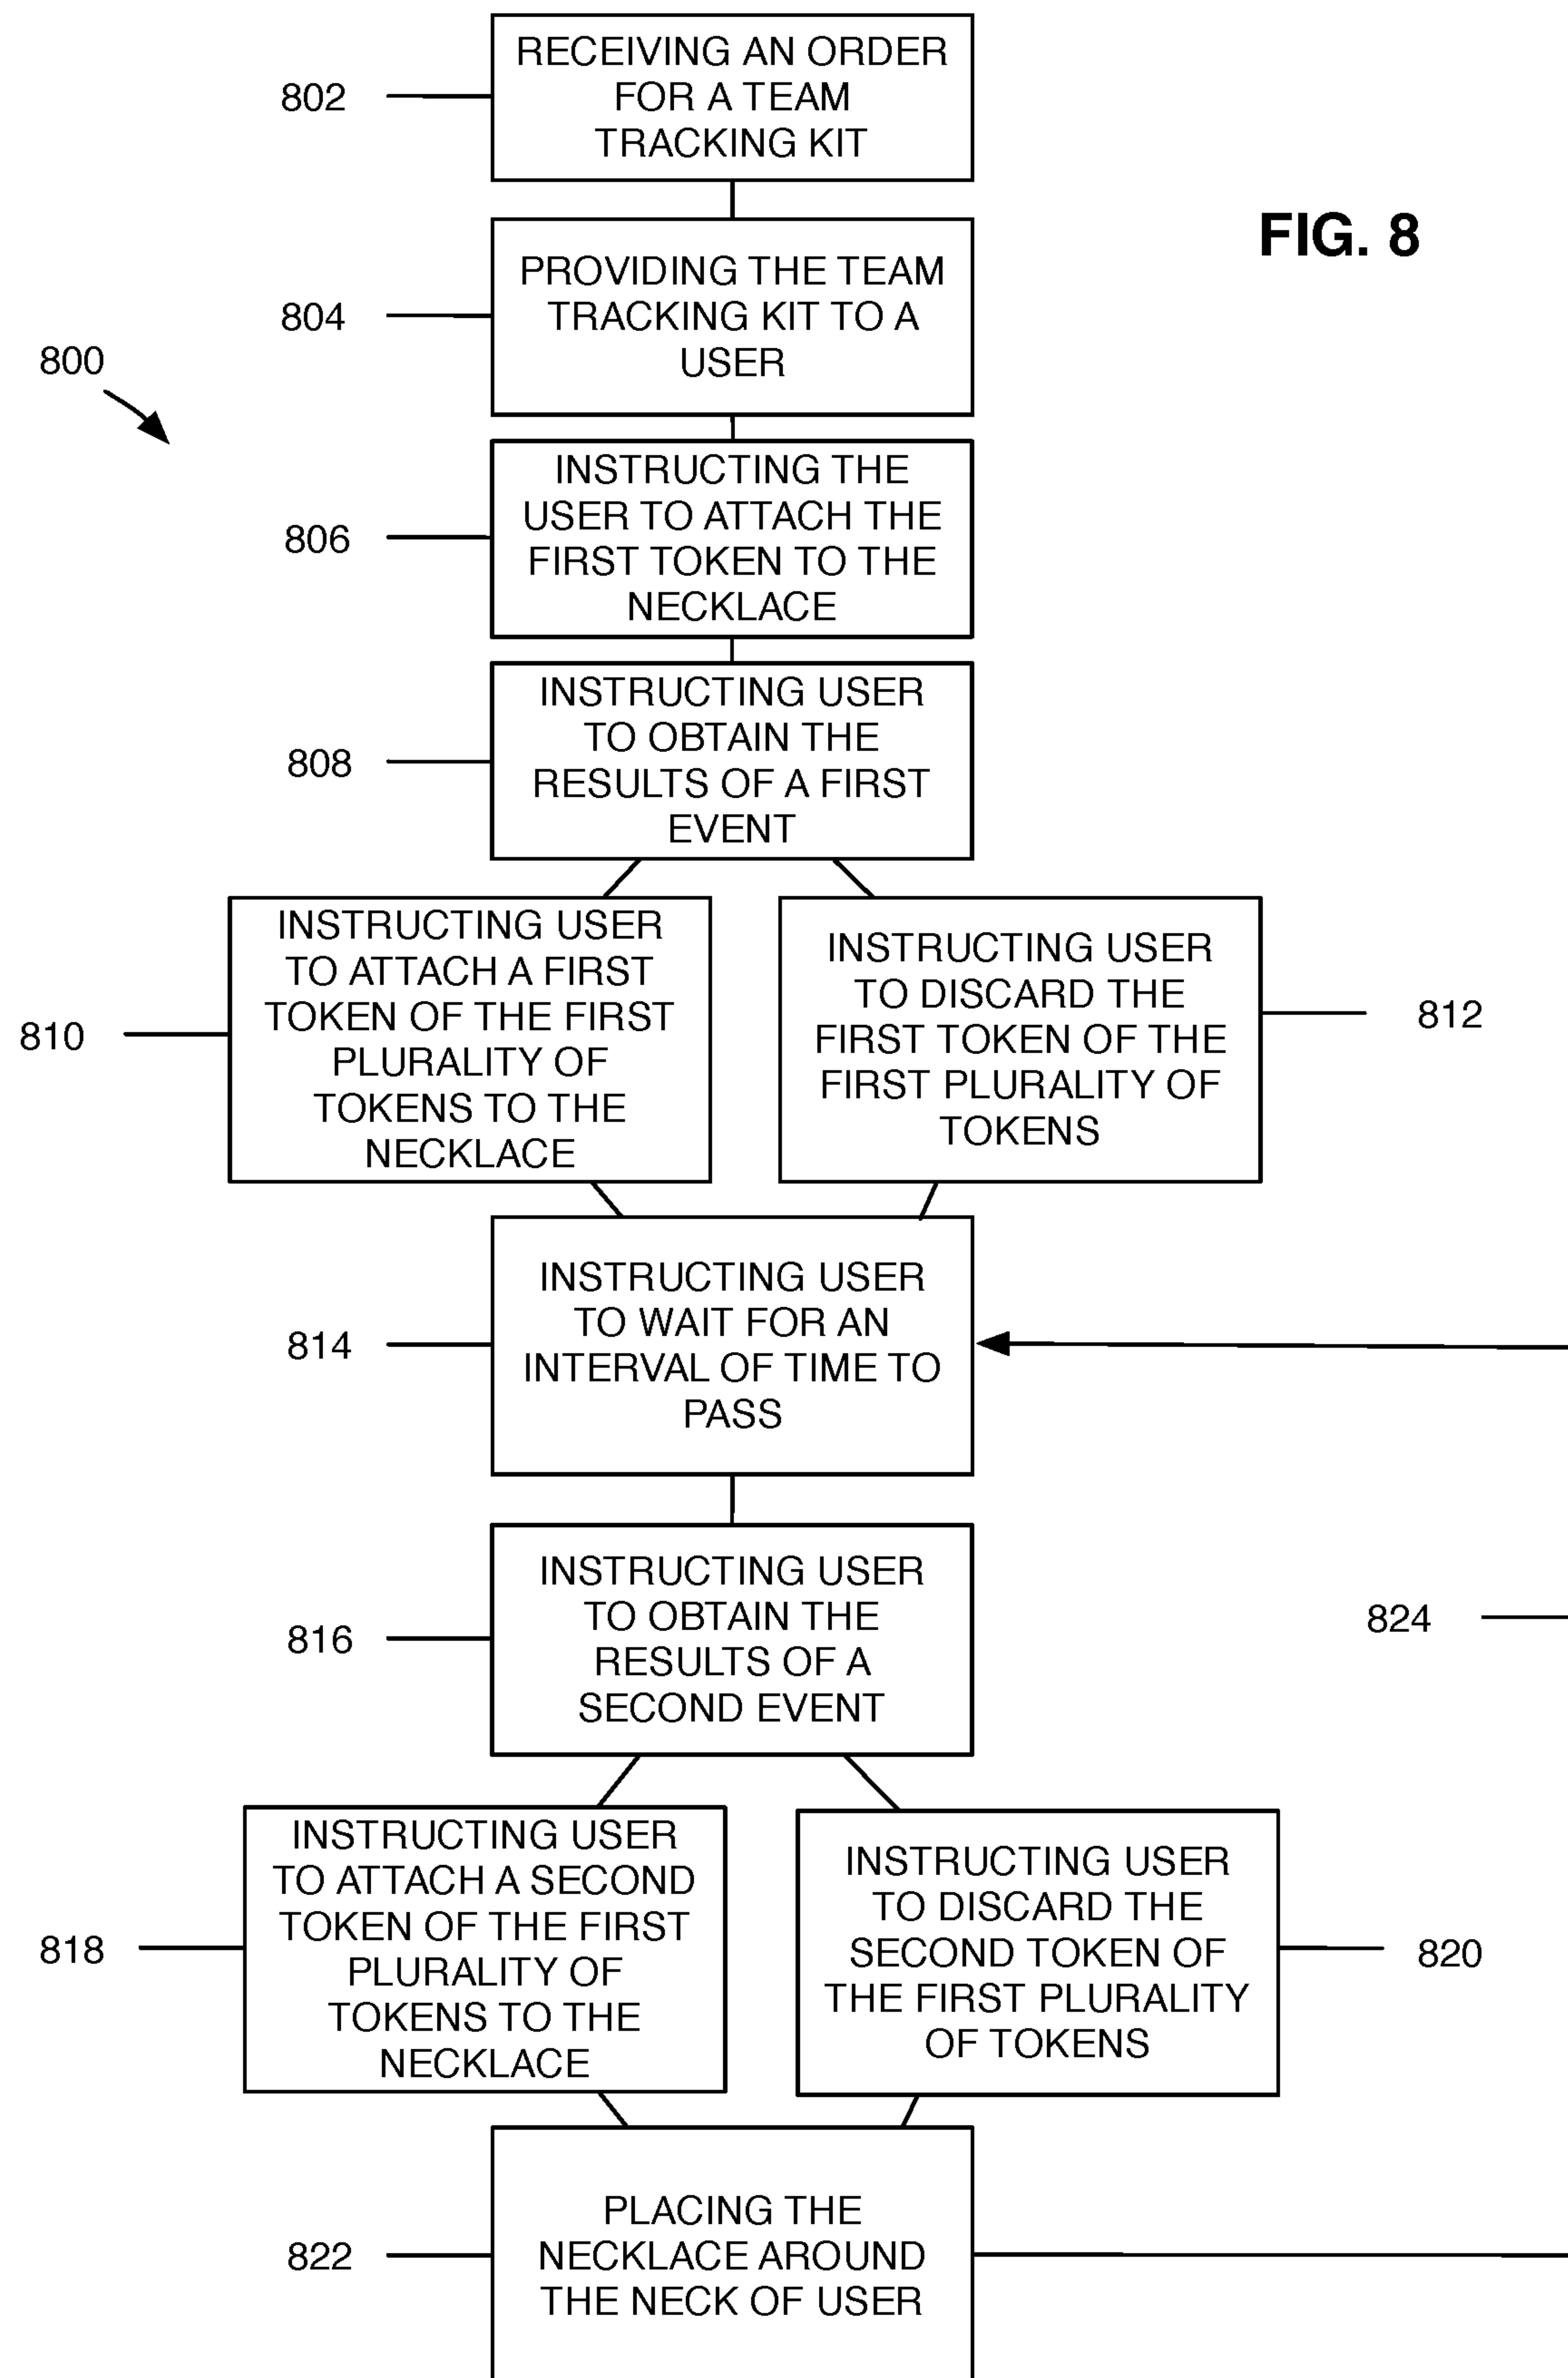 802
RECEIVING AN ORDER
FOR A TEAM
TRACKING KIT
FIG. 8
804
PROVIDING THE TEAM
TRACKING KIT TO A
USER
800
806
INSTRUCTING THE
USER TO ATTACH THE
FIRST TOKEN TO THE
NECKLACE
808
INSTRUCTING USER
TO OBTAIN THE
RESULTS OF A FIRST
EVENT
810
INSTRUCTING USER
TO ATTACH A FIRST
TOKEN OF THE FIRST
PLURALITY OF
TOKENS TO THE
NECKLACE
INSTRUCTING USER
TO DISCARD THE
FIRST TOKEN OF THE
FIRST PLURALITY OF
TOKENS
812
814
INSTRUCTING USER
TO WAIT FOR AN
INTERVAL OF TIME TO
PASS
816
INSTRUCTING USER
TO OBTAIN THE
RESULTS OF A
SECOND EVENT
824
818
INSTRUCTING USER
TO ATTACH A SECOND
TOKEN OF THE FIRST
PLURALITY OF
TOKENS TO THE
NECKLACE
INSTRUCTING USER
TO DISCARD THE
SECOND TOKEN OF
THE FIRST PLURALITY
OF TOKENS
820
822
PLACING THE
NECKLACE AROUND
THE NECK OF USER